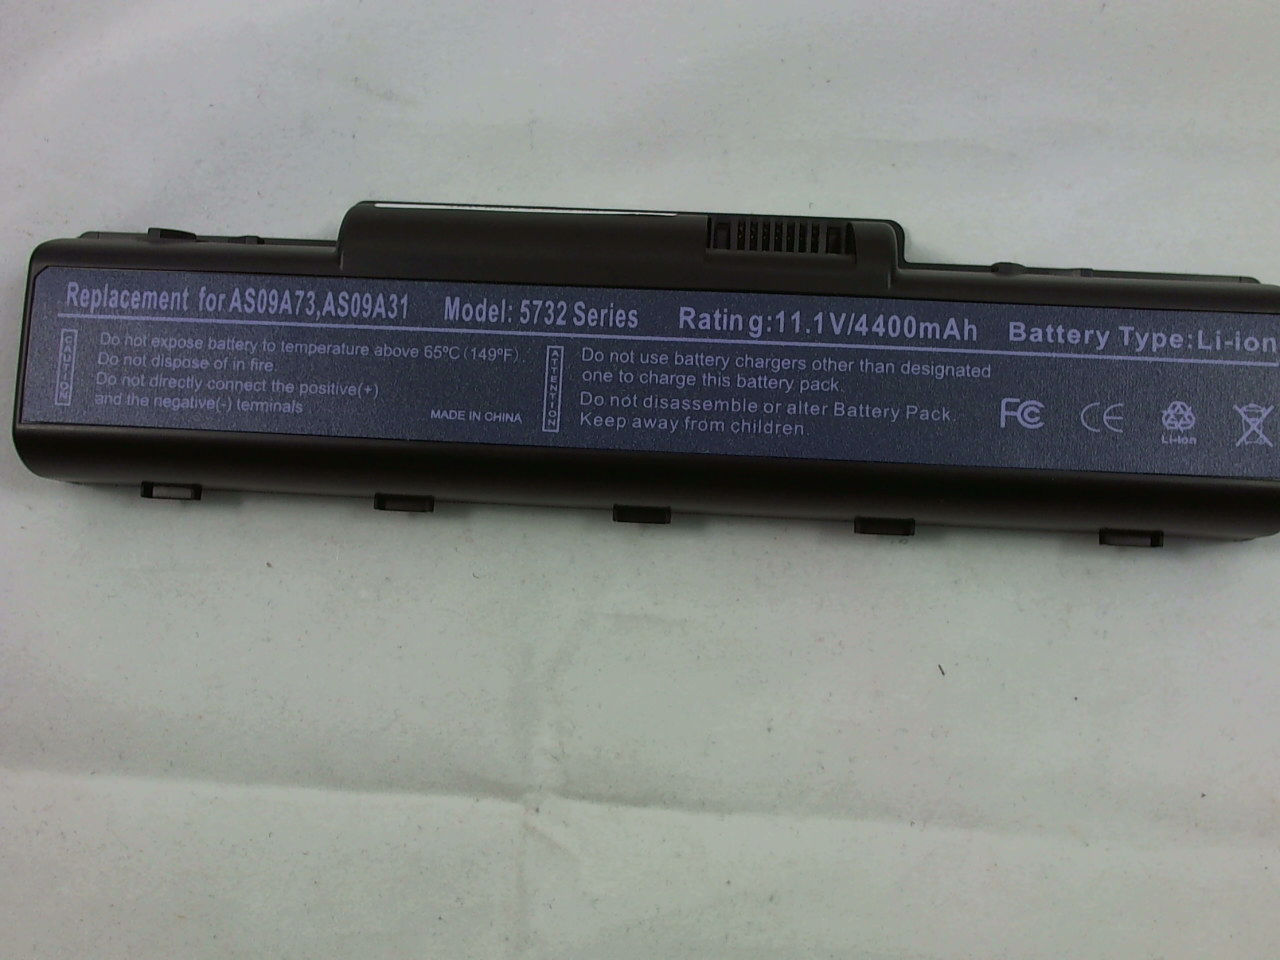 Replacement for AS09A73,AS09A31 Model: 5732 Series Rating:11.1V/4400mAh Battery Type:Li-ion
CAUTION
Do not expose battery to temperature above 65ºC (149ºF).
Do not dispose of in fire.
Do not directly connect the positive(+)
and the negative(-) terminals
MADE IN CHINA
ATTENTION
Do not use battery chargers other than designated
one to charge this battery pack.
Do not disassemble or alter Battery Pack.
Keep away from children.
FC
CE
Li-ion